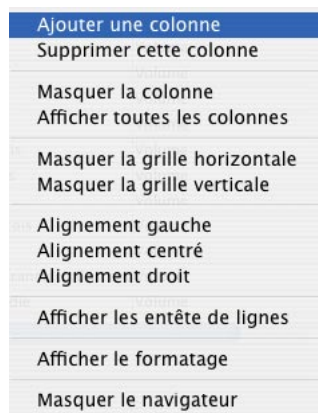 Ajouter une colonne
Supprimer cette colonne
Masquer la colonne
Afficher toutes les colonnes
Masquer la grille horizontale
Masquer la grille verticale
Alignement gauche
Alignement centré
Alignement droit
Afficher les entête de lignes
Afficher le formatage
Masquer le navigateur